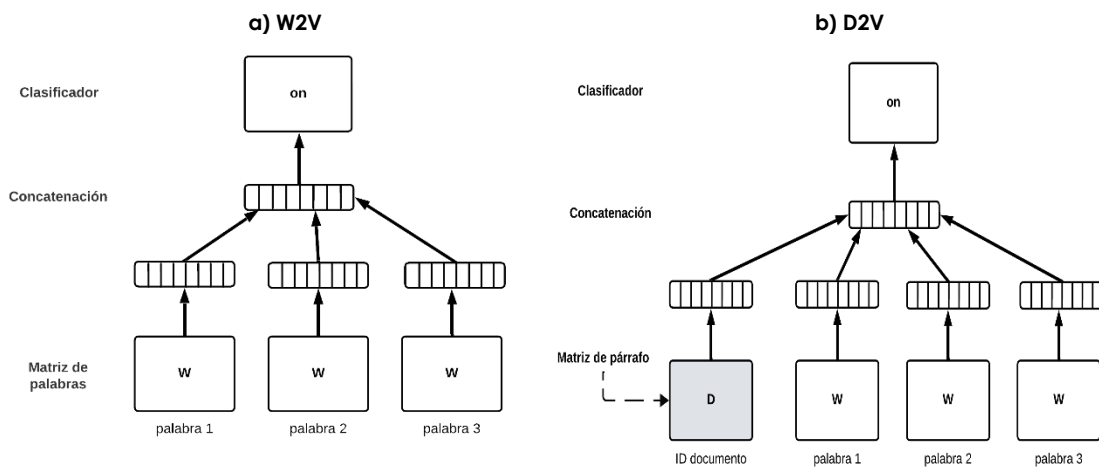 a) W2V
Clasificador
on
Concatenación
Matriz de
palabras
W
W
W
palabra 1
palabra 2
palabra 3
b) D2V
Clasificador
on
Concatenación
Matriz de párrafo
D
W
W
W
ID documento
palabra 1
palabra 2
palabra 3